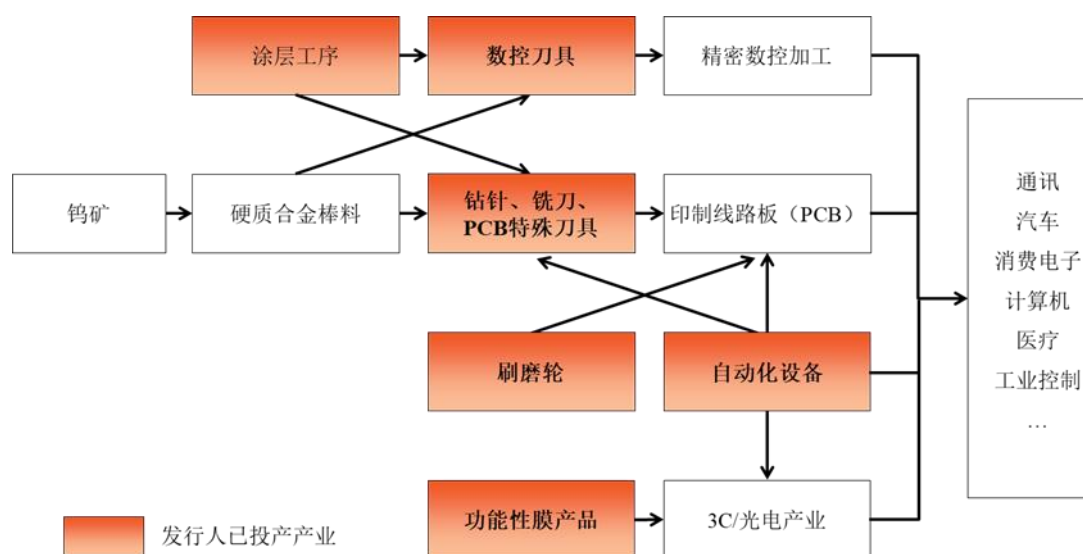 涂层工序
数控刀具
精密数控加工
钨矿
硬质合金棒料
钻针、铣刀、
PCB特殊刀具
印制线路板（PCB）
刷磨轮
自动化设备
功能性膜产品
3C/光电产业
通讯
汽车
消费电子
计算机
医疗
工业控制
…
发行人已投产产业